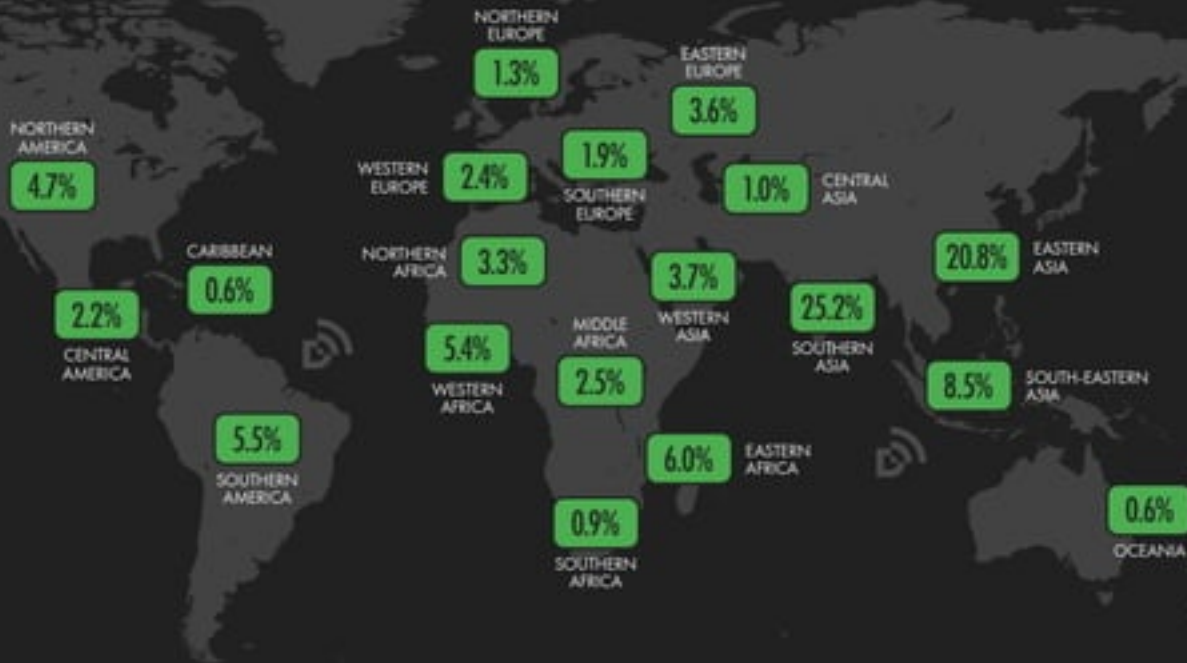 NORTHERN
EUROPE
1.3%
EASTERN
EUROPE
3.6%
NORTHERN
AMERICA
4.7%
WESTERN
EUROPE
2.4%
1.9%
SOUTHERN
EUROPE
1.0%
CENTRAL
ASIA
CARIBBEAN
0.6%
NORTHERN
AFRICA
3.3%
3.7%
WESTERN
ASIA
20.8%
EASTERN
ASIA
2.2%
CENTRAL
AMERICA
25.2%
SOUTHERN
ASIA
5.4%
WESTERN
AFRICA
MIDDLE
AFRICA
2.5%
8.5%
SOUTH-EASTERN
ASIA
5.5%
SOUTHERN
AMERICA
6.0%
EASTERN
AFRICA
0.9%
SOUTHERN
AFRICA
0.6%
OCEANIA